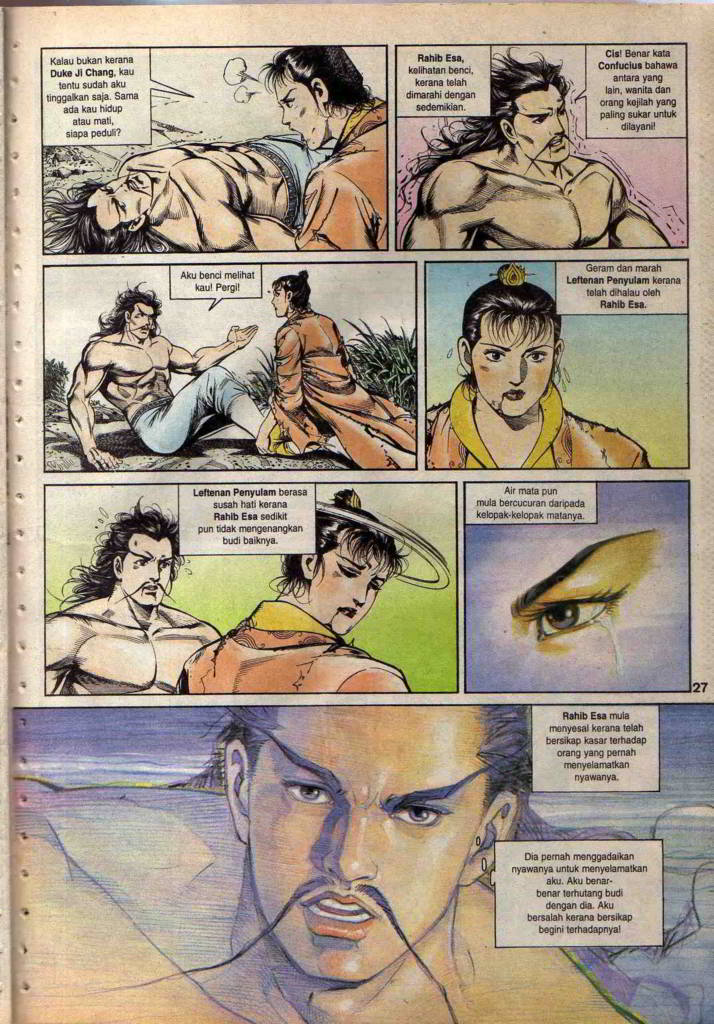 Kalau bukan kerana
Duke Ji Chang, kau
tentu sudah aku
tinggalkan saja. Sama
ada kau hidup
atau mati,
siapa peduli?
Rahib Esa,
kelihatan benci,
kerana telah
dimarahi dengan
sedemikian.
Cis! Benar kata
Confucius bahawa
antara yang
lain, wanita dan
orang kejilah yang
paling sukar untuk
dilayani!
Aku benci melihat
kau! Pergi!
Geram dan marah
Leftenan Penyulam kerana
telah dihalau oleh
Rahib Esa.
Leftenan Penyulam berasa
susah hati kerana
Rahib Esa sedikit
pun tidak mengenangkan
budi baiknya.
Air mata pun
mula bercucuran daripada
kelopak-kelopak matanya.
27
Rahib Esa mula
menyesal kerana telah
bersikap kasar terhadap
orang yang pernah
menyelamatkan
nyawanya.
Dia pernah menggadaikan
nyawanya untuk menyelamatkan
aku. Aku benar-
benar terhutang budi
dengan dia. Aku
bersalah kerana bersikap
begini terhadapnya!